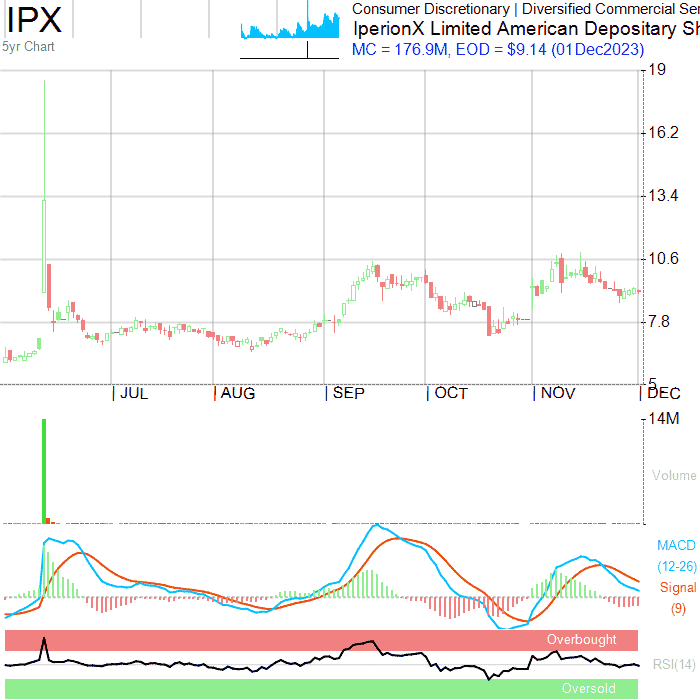 IPX
5yr Chart
Consumer Discretionary | Diversified Commercial Ser
IperionX Limited American Depositary Sh
MC = 176.9M, EOD = $9.14 (01Dec2023)
19
16.2
13.4
10.6
7.8
5
JUL
AUG
SEP
OCT
NOV
DEC
14M
Volume
MACD
(12-26)
Signal
(9)
Overbought
RSI(14)
Oversold